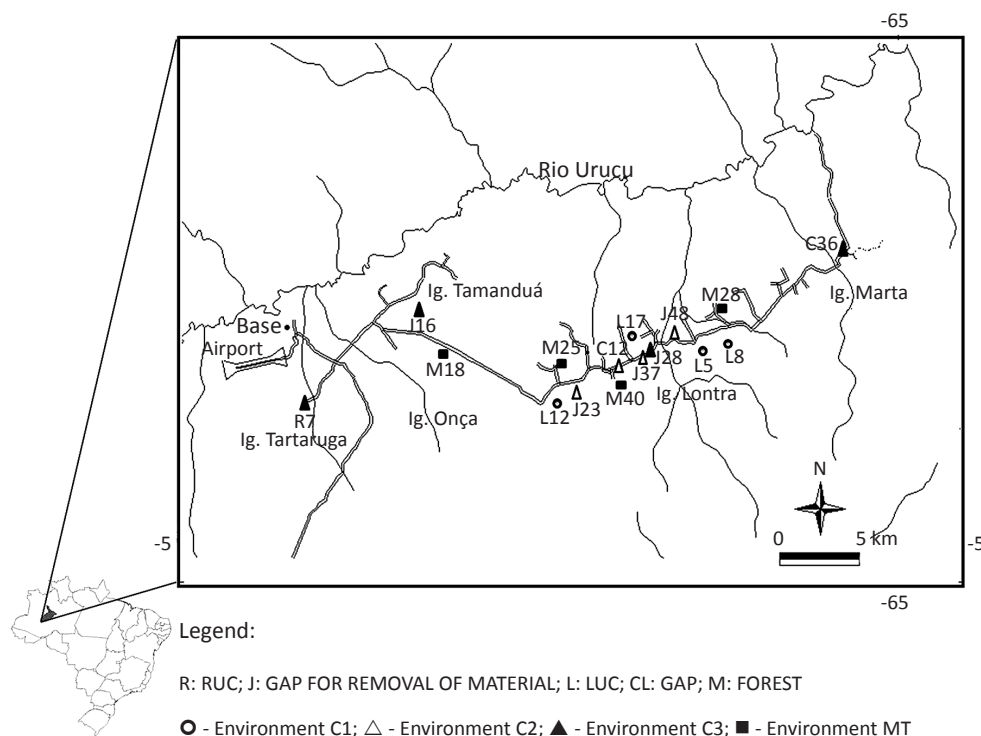 -65
Rio Urucu
C36
Ig. Marta
Ig. Tamanduá
M28
J16
Base
L17
J48
Airport
M25
C12
J28
M18
J37
L5
L8
M40
Ig. Lontra
L12
J23
R7
Ig. Onça
Ig. Tartaruga
N
-5
0
5 km
-5
-65
Legend:
R: RUC; J: GAP FOR REMOVAL OF MATERIAL; L: LUC; CL: GAP; M: FOREST
- Environment C1; - Environment C2; - Environment C3; - Environment MT